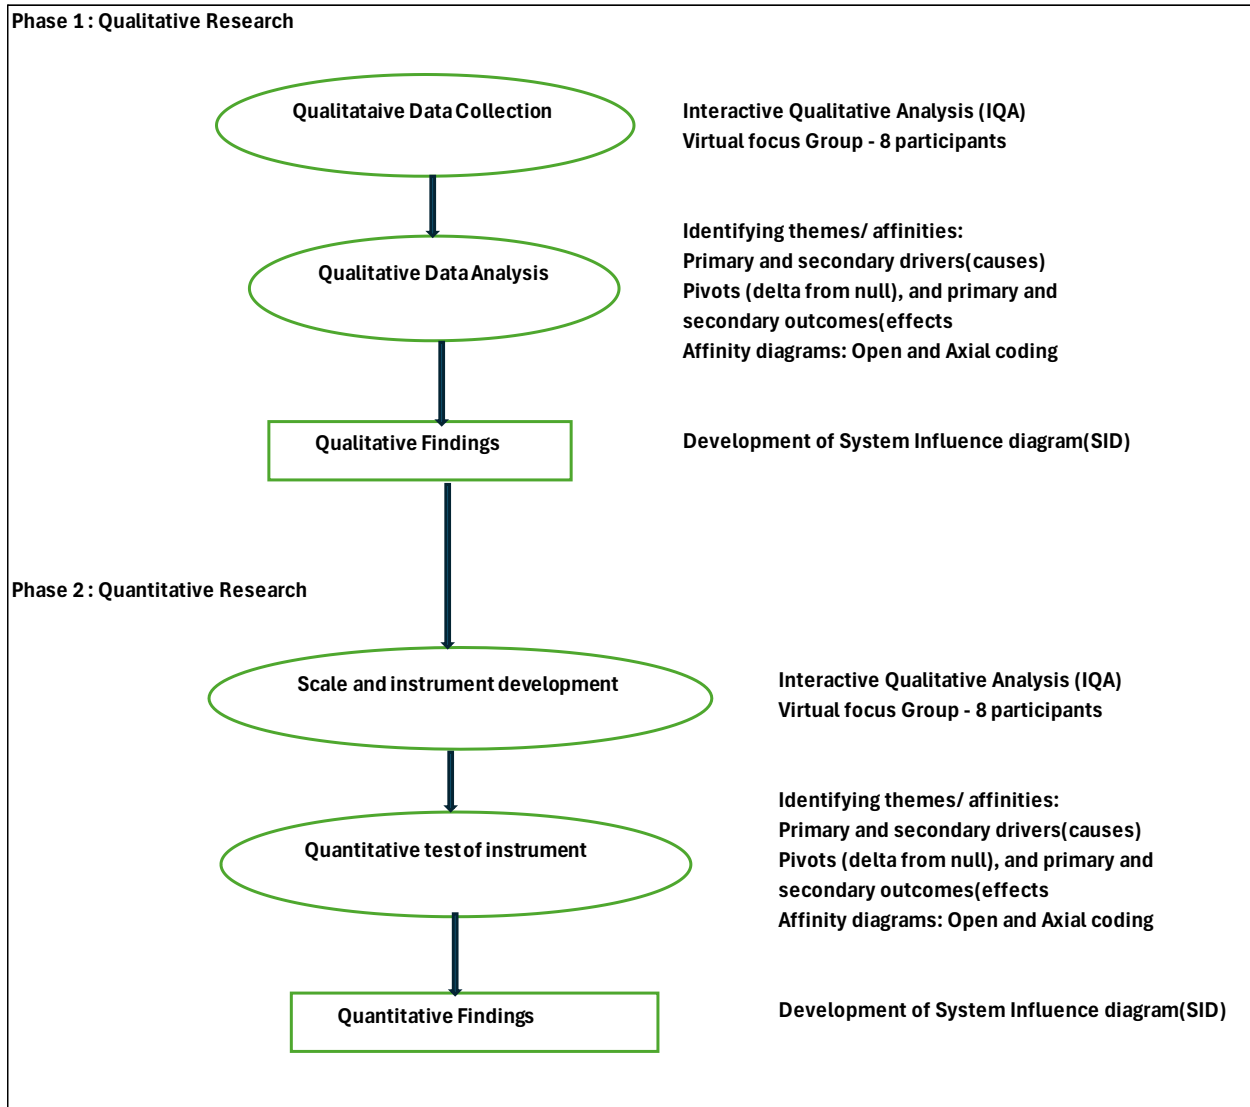 Phase 1 : Qualitative Research
Qualitataive Data Collection
Interactive Qualitative Analysis (IQA)
Virtual focus Group - 8 participants
Qualitative Data Analysis
Identifying themes/ affinities:
Primary and secondary drivers(causes)
Pivots (delta from null), and primary and
secondary outcomes(effects
Affinity diagrams: Open and Axial coding
Qualitative Findings
Development of System Influence diagram(SID)
Phase 2 : Quantitative Research
Scale and instrument development
Interactive Qualitative Analysis (IQA)
Virtual focus Group - 8 participants
Quantitative test of instrument
Identifying themes/ affinities:
Primary and secondary drivers(causes)
Pivots (delta from null), and primary and
secondary outcomes(effects
Affinity diagrams: Open and Axial coding
Quantitative Findings
Development of System Influence diagram(SID)